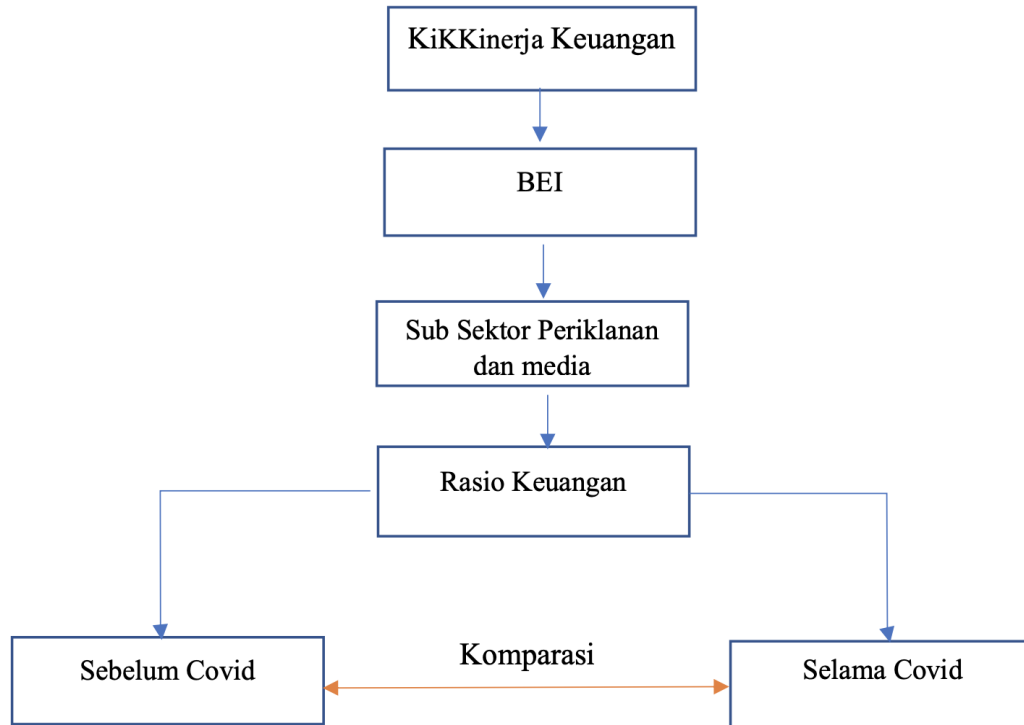 KiKKinerja Keuangan
BEI
Sub Sektor Periklanan
dan media
Rasio Keuangan
Sebelum Covid
Komparasi
Selama Covid